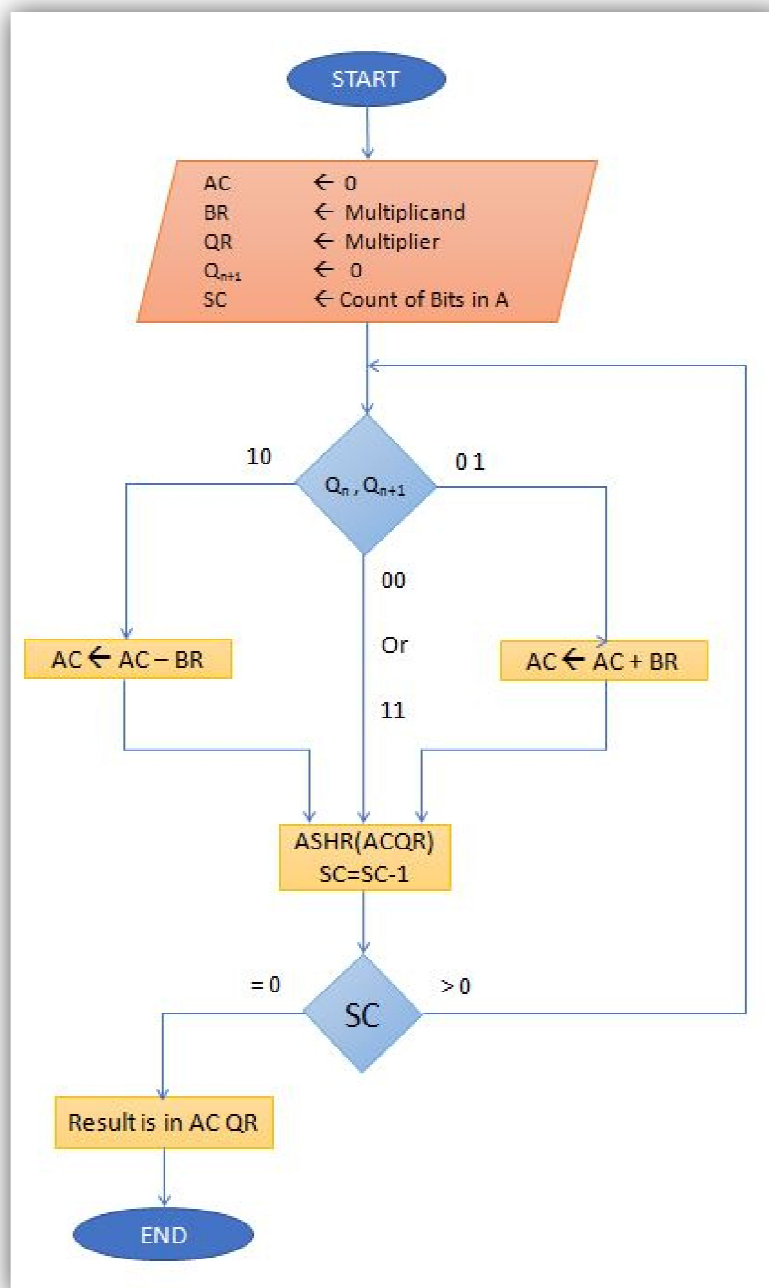 START
AC ← 0
BR ← Multiplicand
QR ← Multiplier
Qn+1 ← 0
SC ← Count of Bits in A
10
0 1
Qn , Qn+1
00
Or
11
AC ← AC – BR
AC ← AC + BR
ASHR(ACQR)
SC=SC-1
= 0
> 0
SC
Result is in AC QR
END